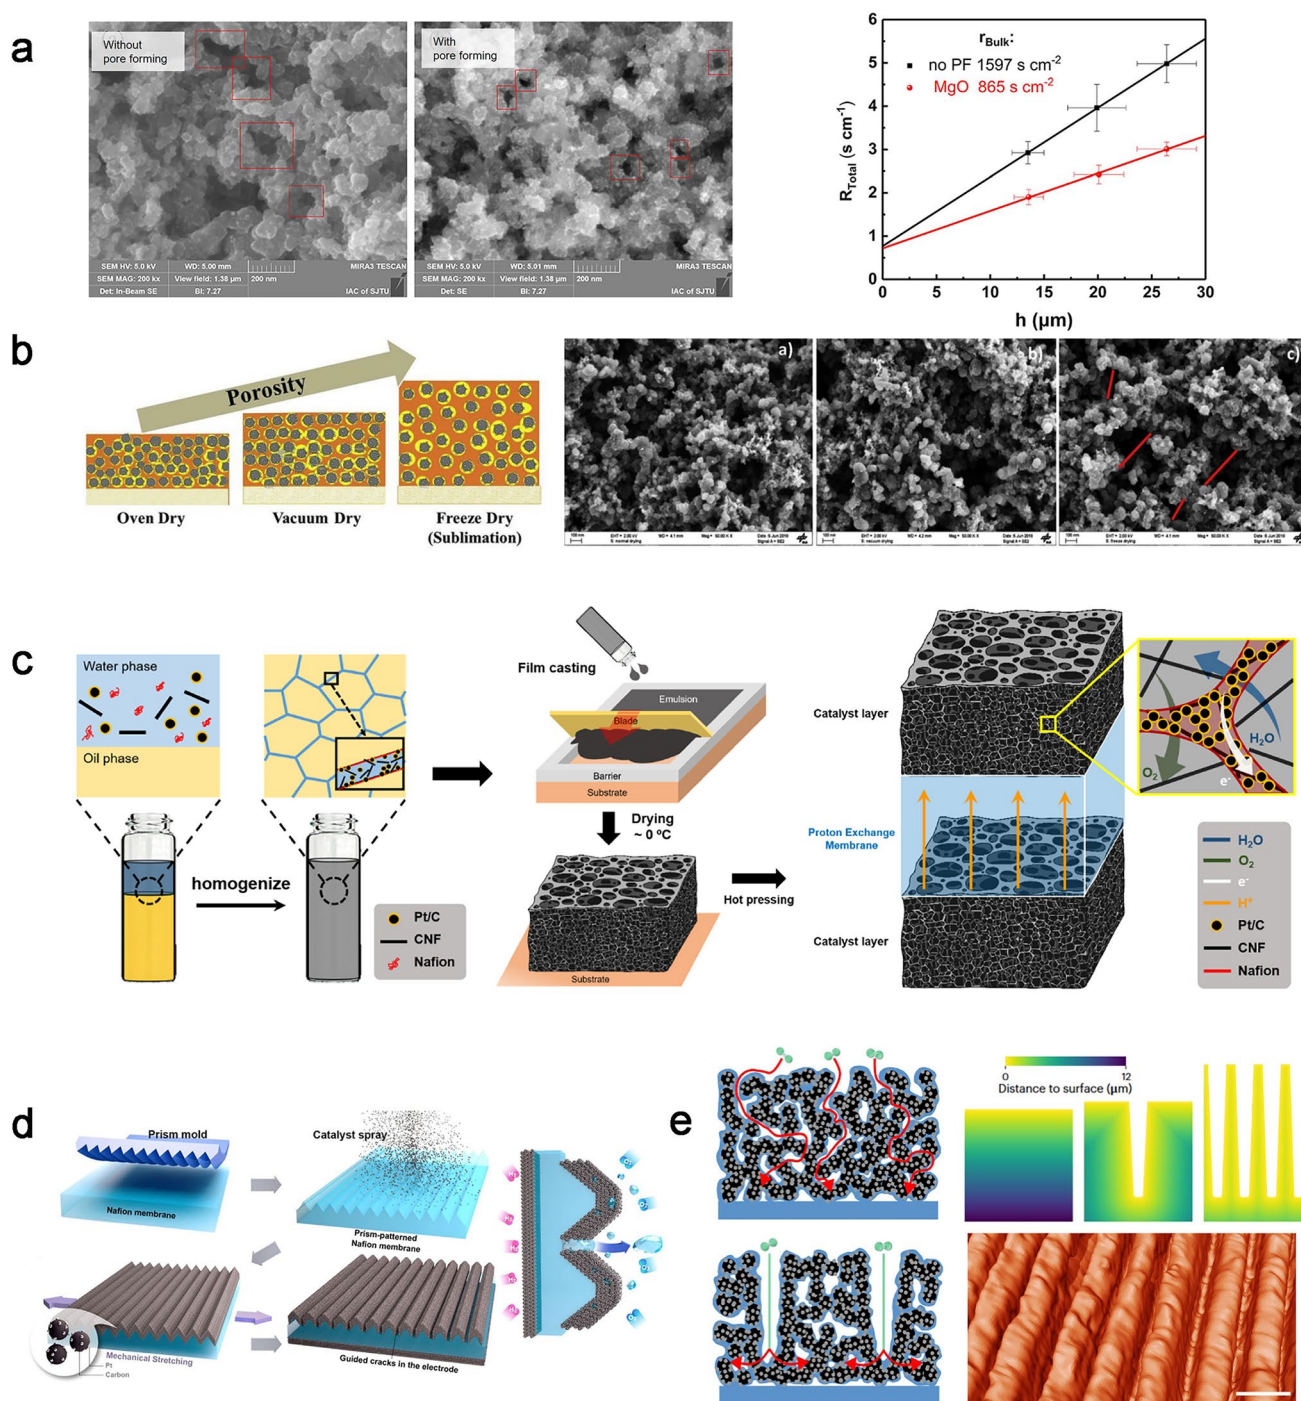 a
Without
pore forming
SEM HV: 5.0 kV
WD: 5.00 mm
MIRA3 TESCAN
SEM MAG: 200 kx
View field: 1.38 µm
200 nm
Det: In-Beam SE
BI: 7.27
IAC of SJTU
With
pore forming
SEM HV: 5.0 kV
WD: 5.01 mm
MIRA3 TESCAN
SEM MAG: 200 kx
View field: 1.38 µm
200 nm
Det: SE
BI: 7.27
IAC of SJTU
r_Bulk:
no PF 1597 s cm⁻²
MgO 865 s cm⁻²
R_Total (s cm⁻¹)
6
5
4
3
2
1
0
0
5
10
15
20
25
30
h (µm)
b
Porosity
Oven Dry
Vacuum Dry
Freeze Dry
(Sublimation)
a)
b)
c)
c
Water phase
Oil phase
homogenize
Pt/C
CNF
Nafion
Film casting
Emulsion
Blade
Barrier
Substrate
Drying
~ 0 ºC
Substrate
Hot pressing
Catalyst layer
Proton Exchange
Membrane
Catalyst layer
O₂
H₂O
e⁻
H₂O
O₂
e⁻
H⁺
Pt/C
CNF
Nafion
d
Prism mold
Nafion membrane
Catalyst spray
Prism-patterned
Nafion membrane
Mechanical Stretching
Pt
Carbon
Guided cracks in the electrode
e
0
12
Distance to surface (µm)